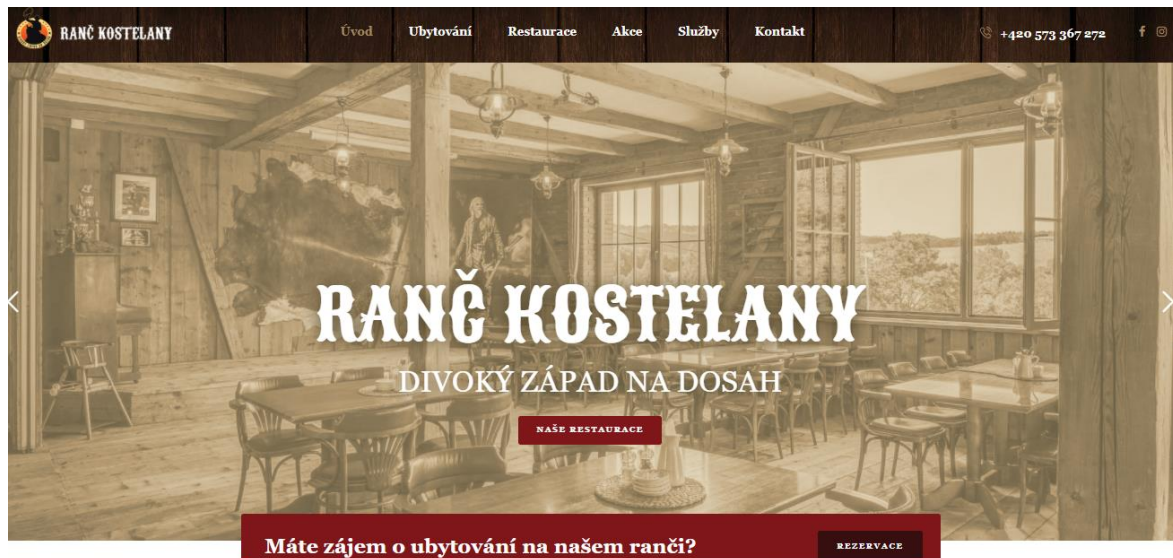 RANČ KOSTELANY
Úvod
Ubytování
Restaurace
Akce
Služby
Kontakt
+420 573 367 272
RANČ KOSTELANY
DIVOKÝ ZÁPAD NA DOSAH
NAŠE RESTAURACE
Máte zájem o ubytování na našem ranči?
REZERVACE